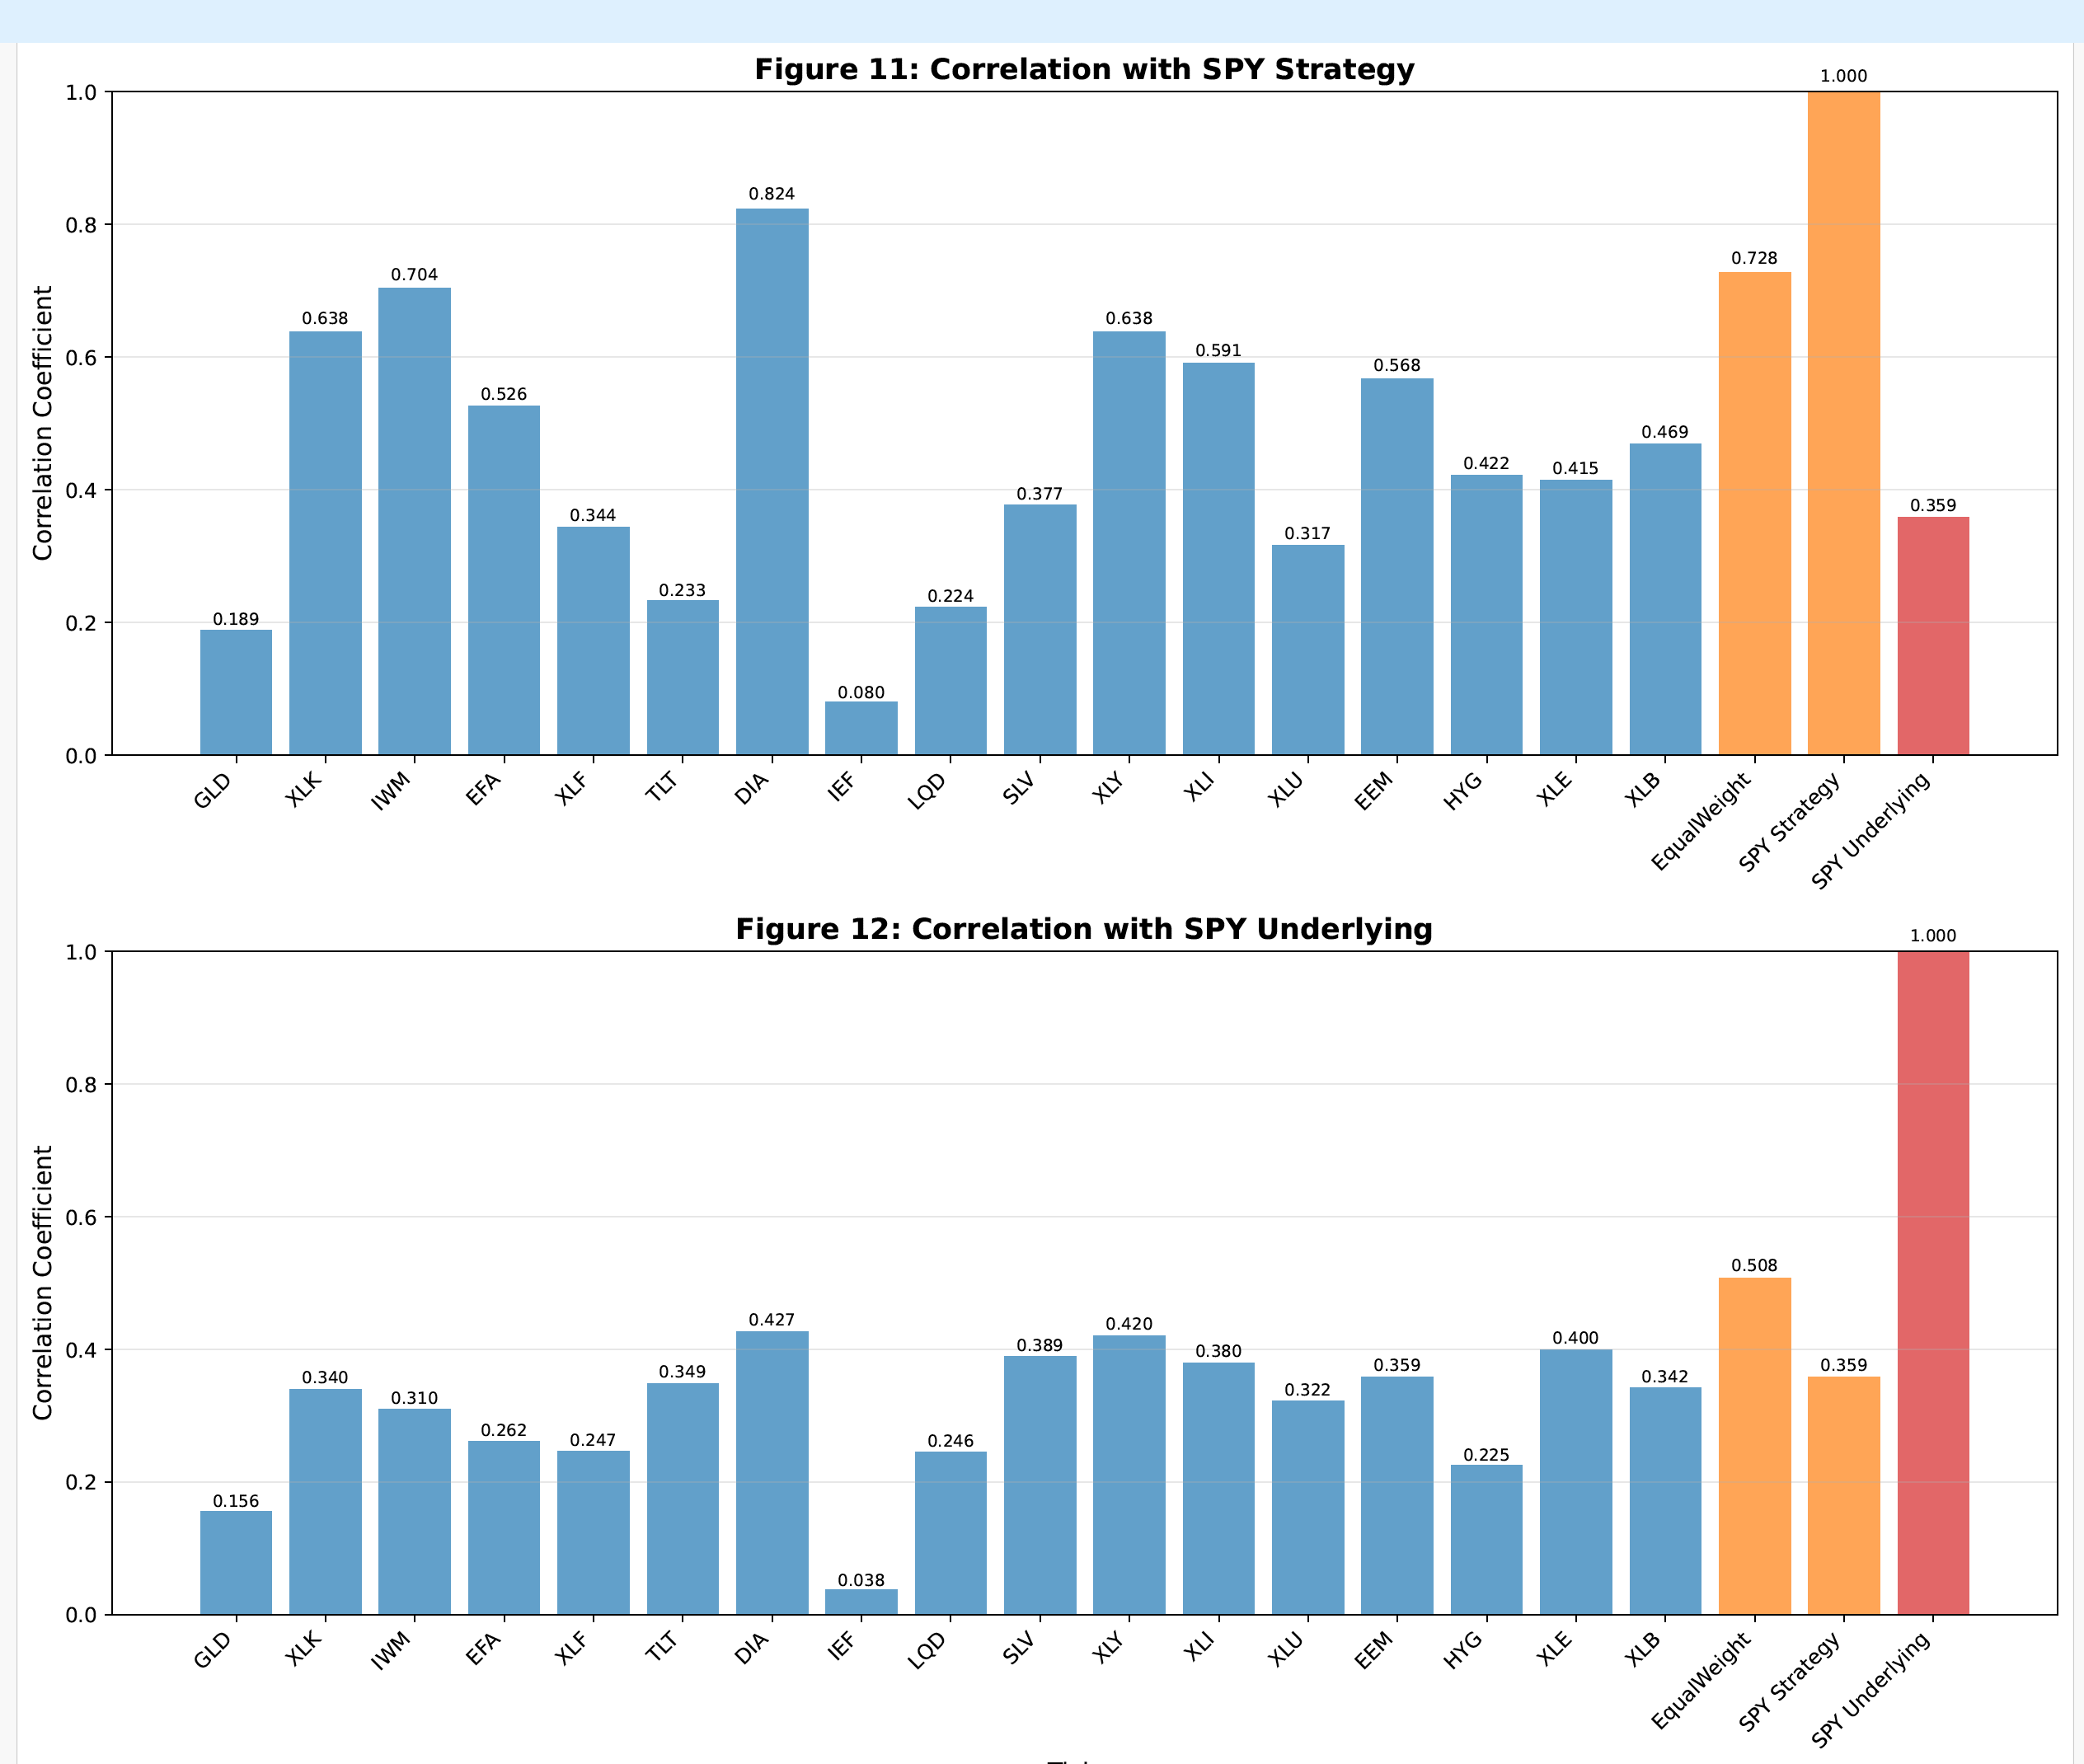 Figure 11: Correlation with SPY Strategy
Correlation Coefficient
1.0
0.8
0.6
0.4
0.2
0.0
0.189
0.638
0.704
0.526
0.344
0.233
0.824
0.080
0.224
0.377
0.638
0.591
0.317
0.568
0.422
0.415
0.469
0.728
1.000
0.359
GLD
XLK
IWM
EFA
XLF
TLT
DIA
IEF
LQD
SLV
XLY
XLI
XLU
EEM
HYG
XLE
XLB
EqualWeight
SPY Strategy
SPY Underlying
Figure 12: Correlation with SPY Underlying
Correlation Coefficient
1.0
0.8
0.6
0.4
0.2
0.0
0.156
0.340
0.310
0.262
0.247
0.349
0.427
0.038
0.246
0.389
0.420
0.380
0.322
0.359
0.225
0.400
0.342
0.508
0.359
1.000
GLD
XLK
IWM
EFA
XLF
TLT
DIA
IEF
LQD
SLV
XLY
XLI
XLU
EEM
HYG
XLE
XLB
EqualWeight
SPY Strategy
SPY Underlying